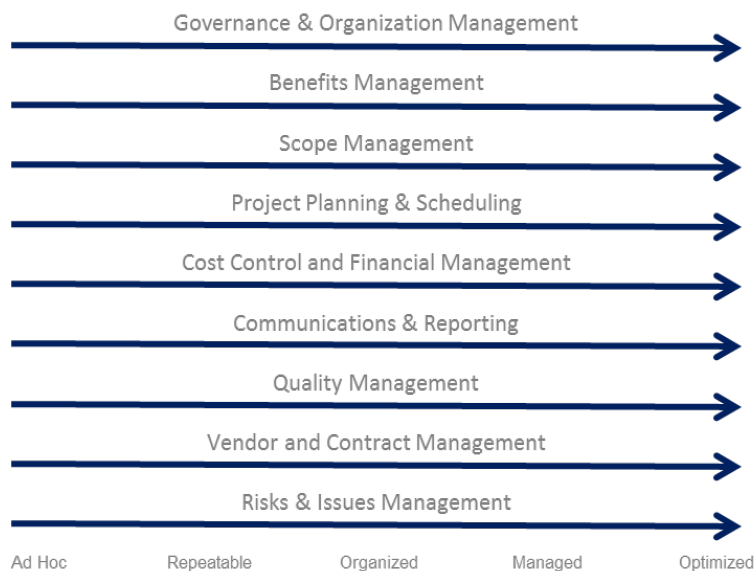 Governance & Organization Management
Benefits Management
Scope Management
Project Planning & Scheduling
Cost Control and Financial Management
Communications & Reporting
Quality Management
Vendor and Contract Management
Risks & Issues Management
Ad Hoc Repeatable Organized Managed Optimized